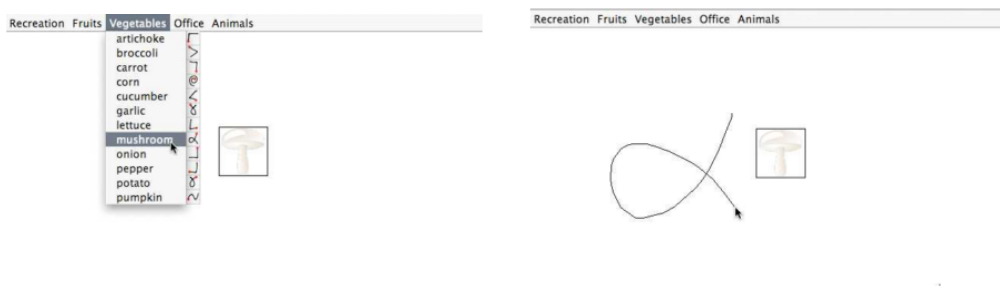 Recreation Fruits Vegetables Office Animals
artichoke
broccoli
carrot
corn
cucumber
garlic
lettuce
mushroom
onion
pepper
potato
pumpkin
Recreation Fruits Vegetables Office Animals